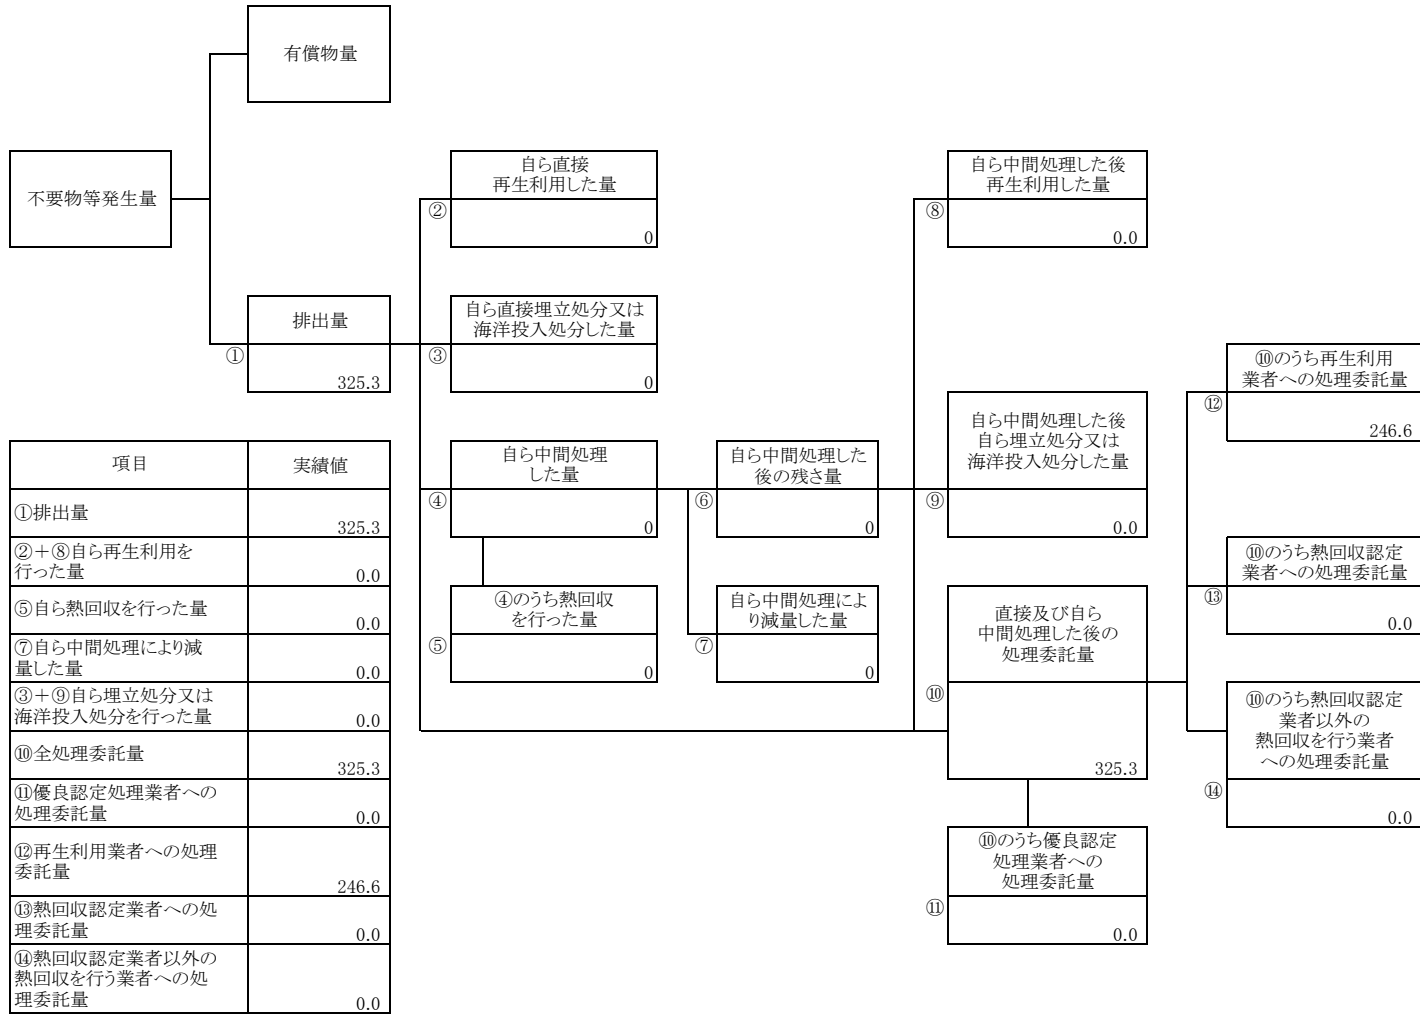 有償物量
不要物等発生量
排出量
①
325.3
自ら直接
再生利用した量
②
0
自ら直接埋立処分又は
海洋投入処分した量
③
0
自ら中間処理
した量
④
0
④のうち熱回収
を行った量
⑤
0
自ら中間処理した
後の残さ量
⑥
0
自ら中間処理によ
り減量した量
⑦
0
自ら中間処理した後
再生利用した量
⑧
0.0
自ら中間処理した後
自ら埋立処分又は
海洋投入処分した量
⑨
0.0
直接及び自ら
中間処理した後の
処理委託量
⑩
325.3
⑩のうち優良認定
処理業者への
処理委託量
⑪
0.0
⑩のうち再生利用
業者への処理委託量
⑫
246.6
⑩のうち熱回収認定
業者への処理委託量
⑬
0.0
⑩のうち熱回収認定
業者以外の
熱回収を行う業者
への処理委託量
⑭
0.0
項目 実績値
①排出量
325.3
②+⑧自ら再生利用を
行った量
0.0
⑤自ら熱回収を行った量
0.0
⑦自ら中間処理により減
量した量
0.0
③+⑨自ら埋立処分又は
海洋投入処分を行った量
0.0
⑩全処理委託量
325.3
⑪優良認定処理業者への
処理委託量
0.0
⑫再生利用業者への処理
委託量
246.6
⑬熱回収認定業者への処
理委託量
0.0
⑭熱回収認定業者以外の
熱回収を行う業者への処
理委託量
0.0